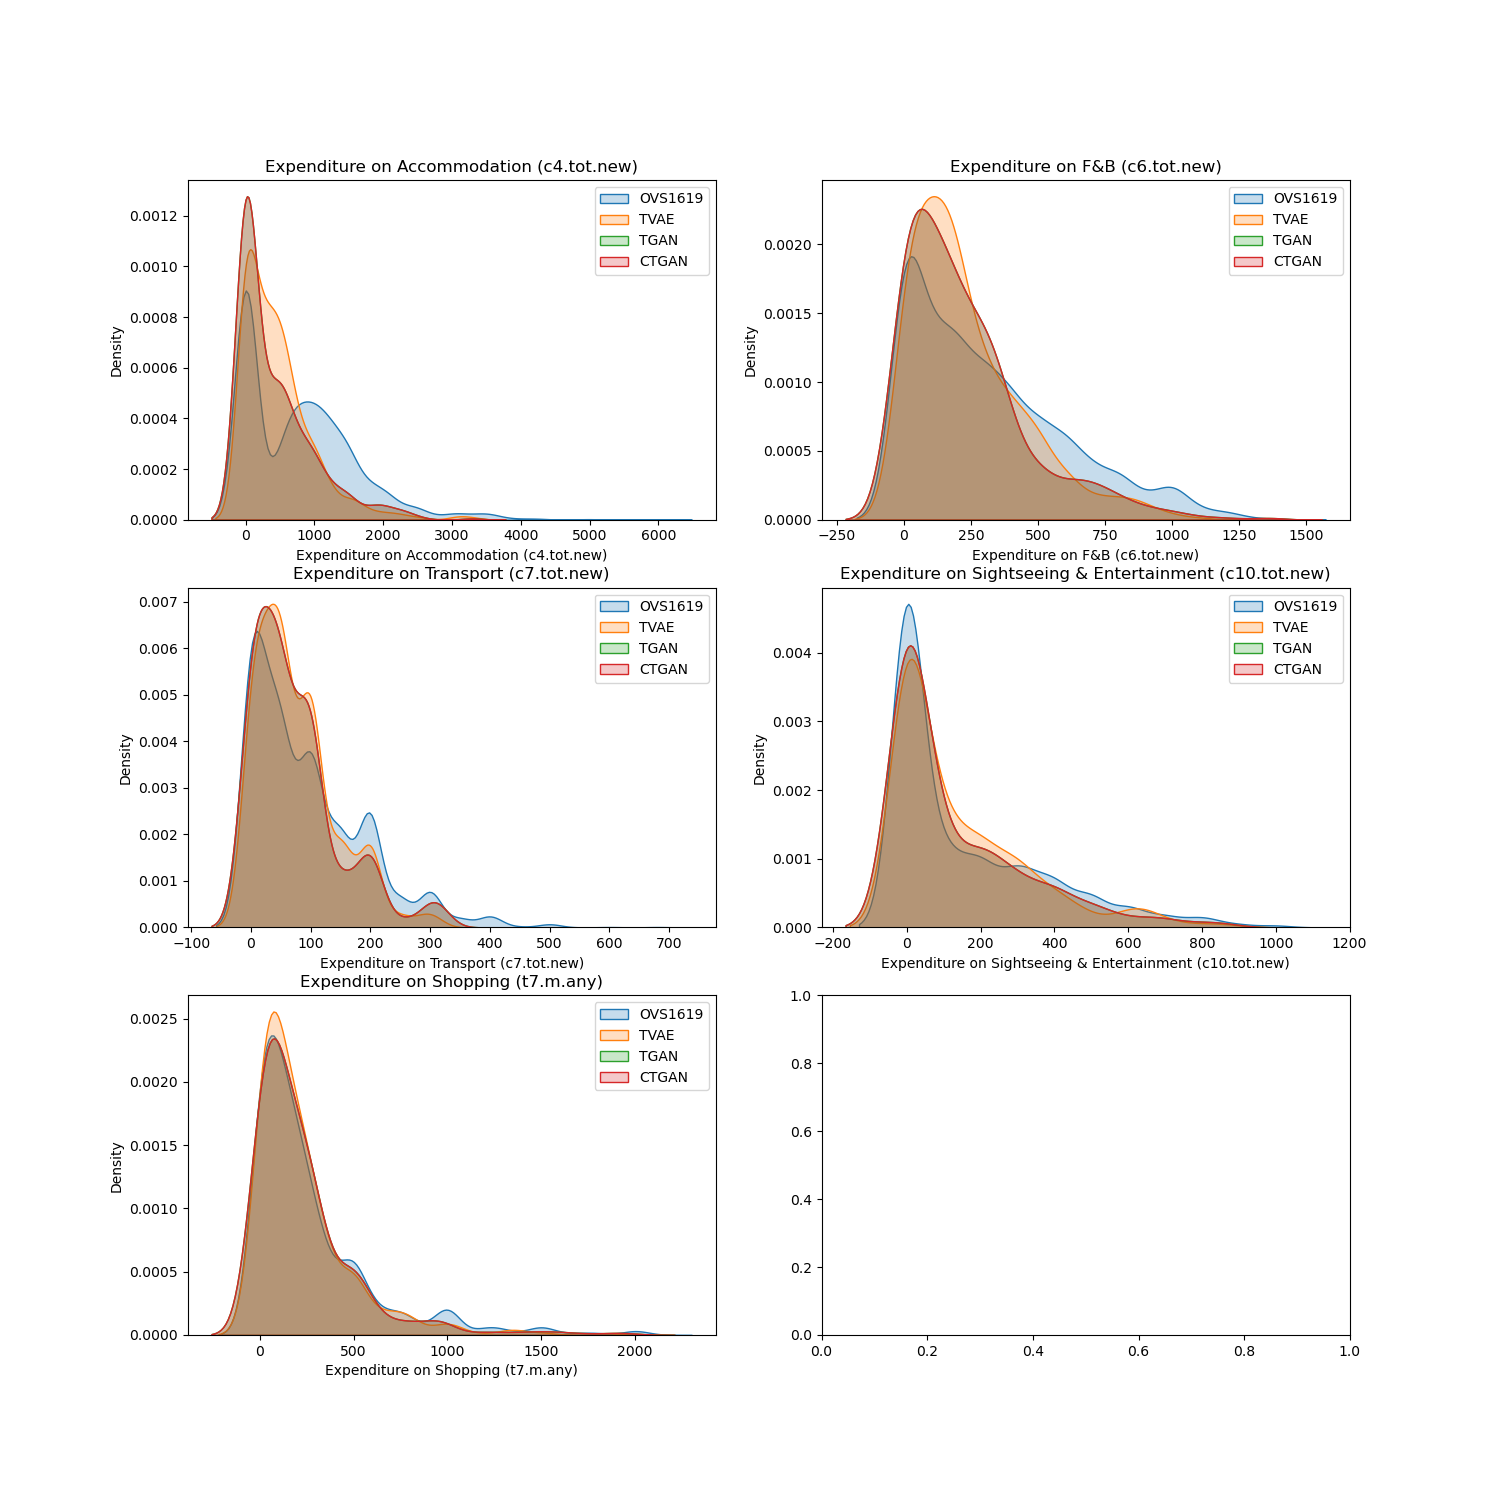 Expenditure on Accommodation (c4.tot.new)
0.0012
0.0010
0.0008
0.0006
0.0004
0.0002
0.0000
Density
OVS1619
TVAE
TGAN
CTGAN
0 1000 2000 3000 4000 5000 6000
Expenditure on Accommodation (c4.tot.new)
Expenditure on F&B (c6.tot.new)
0.0020
0.0015
0.0010
0.0005
0.0000
Density
OVS1619
TVAE
TGAN
CTGAN
−250 0 250 500 750 1000 1250 1500
Expenditure on F&B (c6.tot.new)
Expenditure on Transport (c7.tot.new)
0.007
0.006
0.005
0.004
0.003
0.002
0.001
0.000
Density
OVS1619
TVAE
TGAN
CTGAN
−100 0 100 200 300 400 500 600 700
Expenditure on Transport (c7.tot.new)
Expenditure on Sightseeing & Entertainment (c10.tot.new)
0.004
0.003
0.002
0.001
0.000
Density
OVS1619
TVAE
TGAN
CTGAN
−200 0 200 400 600 800 1000 1200
Expenditure on Sightseeing & Entertainment (c10.tot.new)
Expenditure on Shopping (t7.m.any)
0.0025
0.0020
0.0015
0.0010
0.0005
0.0000
Density
OVS1619
TVAE
TGAN
CTGAN
0 500 1000 1500 2000
Expenditure on Shopping (t7.m.any)
1.0
0.8
0.6
0.4
0.2
0.0
0.0 0.2 0.4 0.6 0.8 1.0